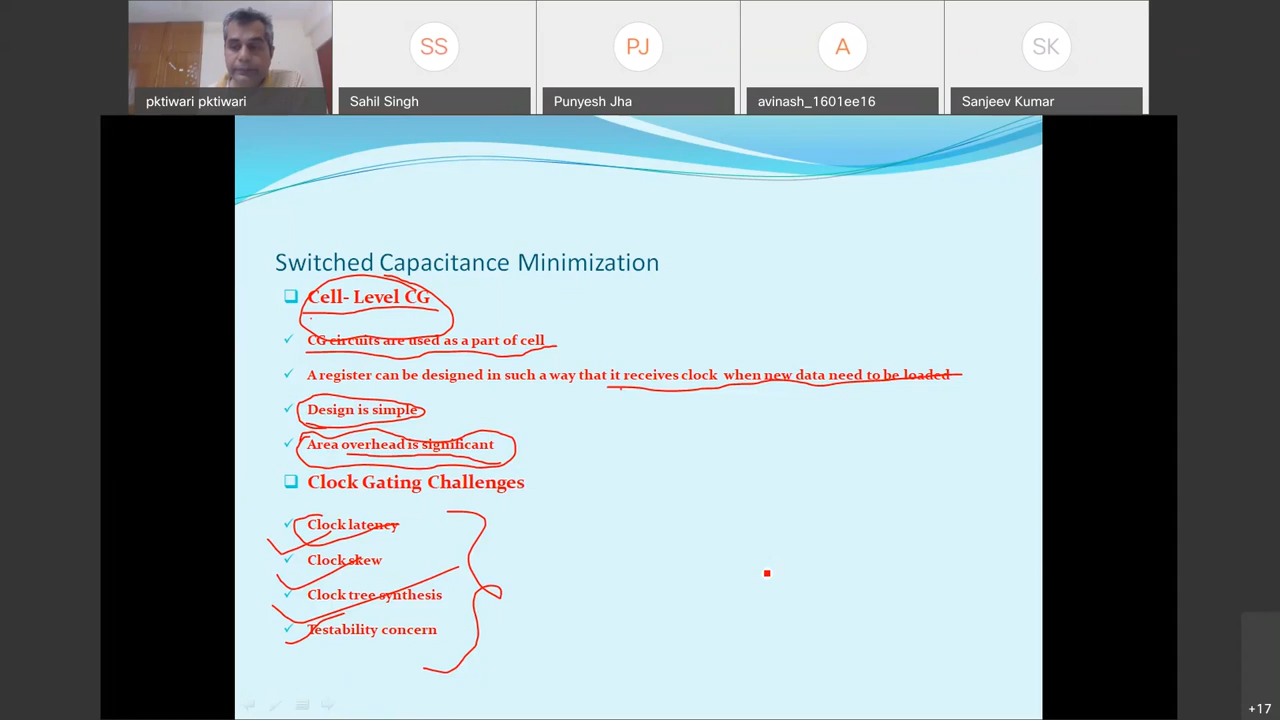 SS
PJ
A
SK
pktiwari pktiwari
Sahil Singh
Punyesh Jha
avinash_1601ee16
Sanjeev Kumar
Switched Capacitance Minimization
Cell- Level CG
CG circuits are used as a part of cell
A register can be designed in such a way that it receives clock when new data need to be loaded
Design is simple
Area overhead is significant
Clock Gating Challenges
Clock latency
Clock skew
Clock tree synthesis
Testability concern
+17